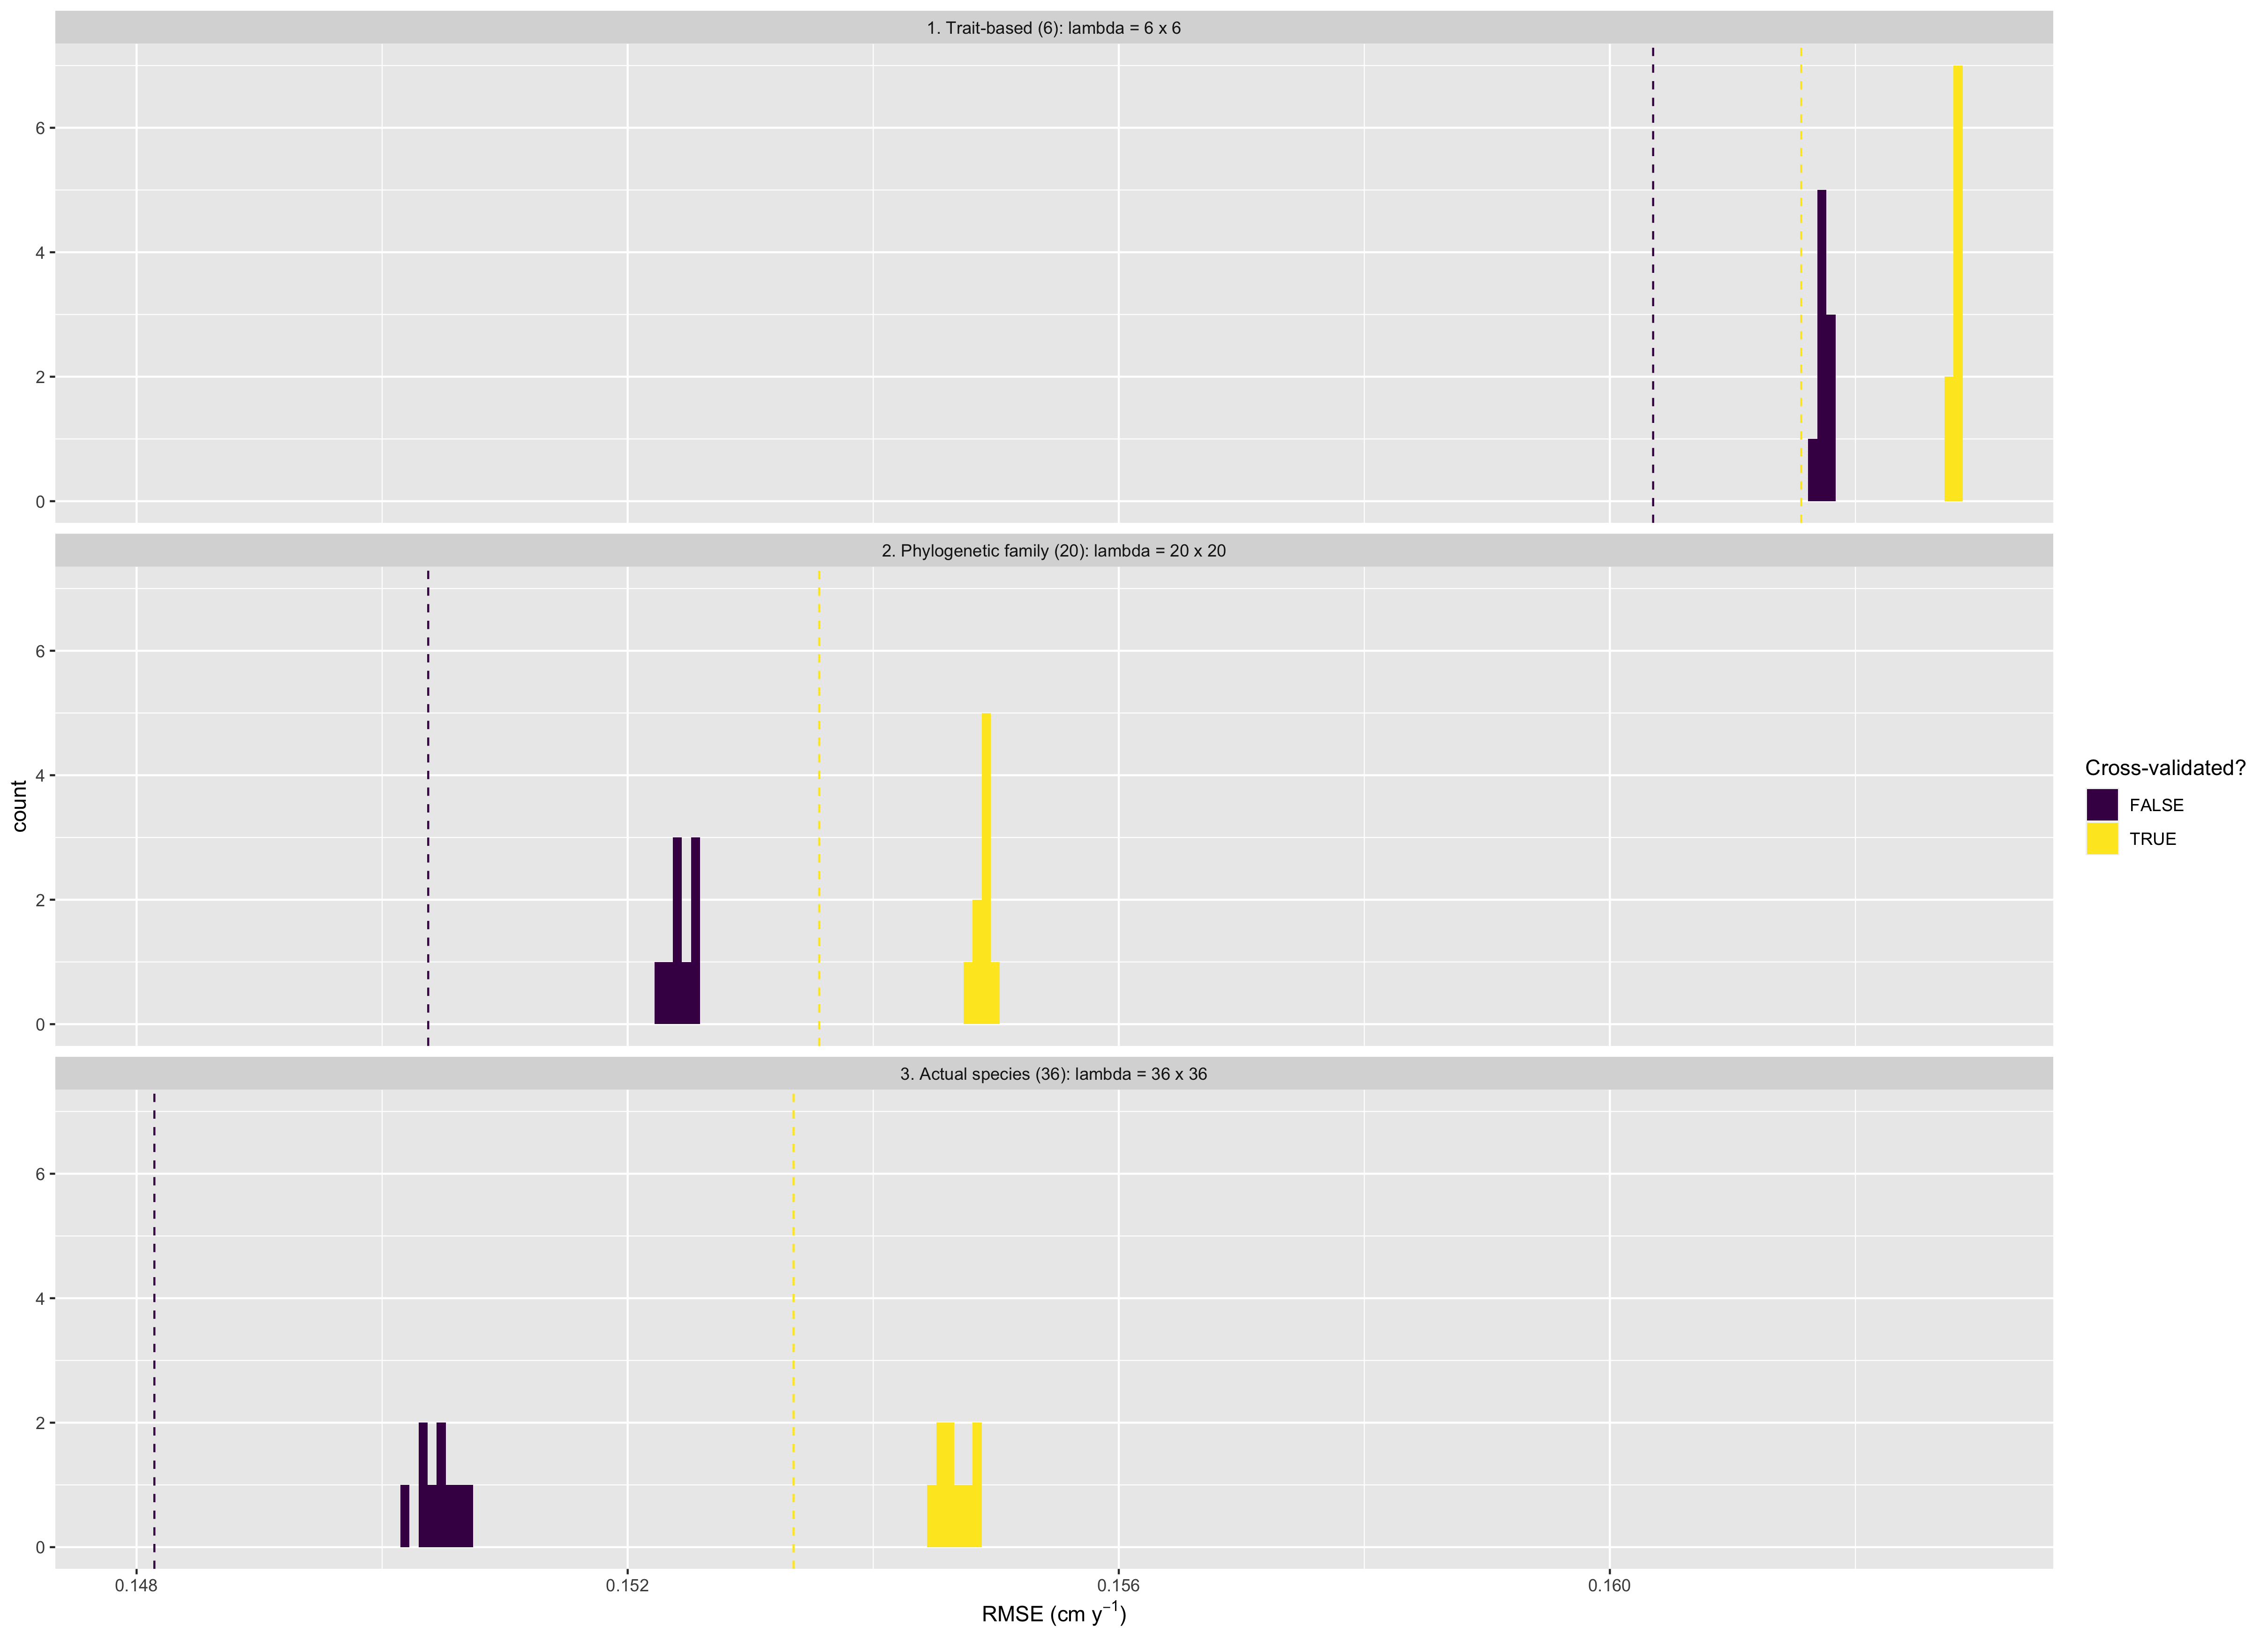 1. Trait-based (6): lambda = 6 x 6
6
4
2
0
2. Phylogenetic family (20): lambda = 20 x 20
6
4
2
0
count
Cross-validated?
FALSE
TRUE
3. Actual species (36): lambda = 36 x 36
6
4
2
0
0.148 0.152 0.156 0.160
RMSE (cm y⁻¹)